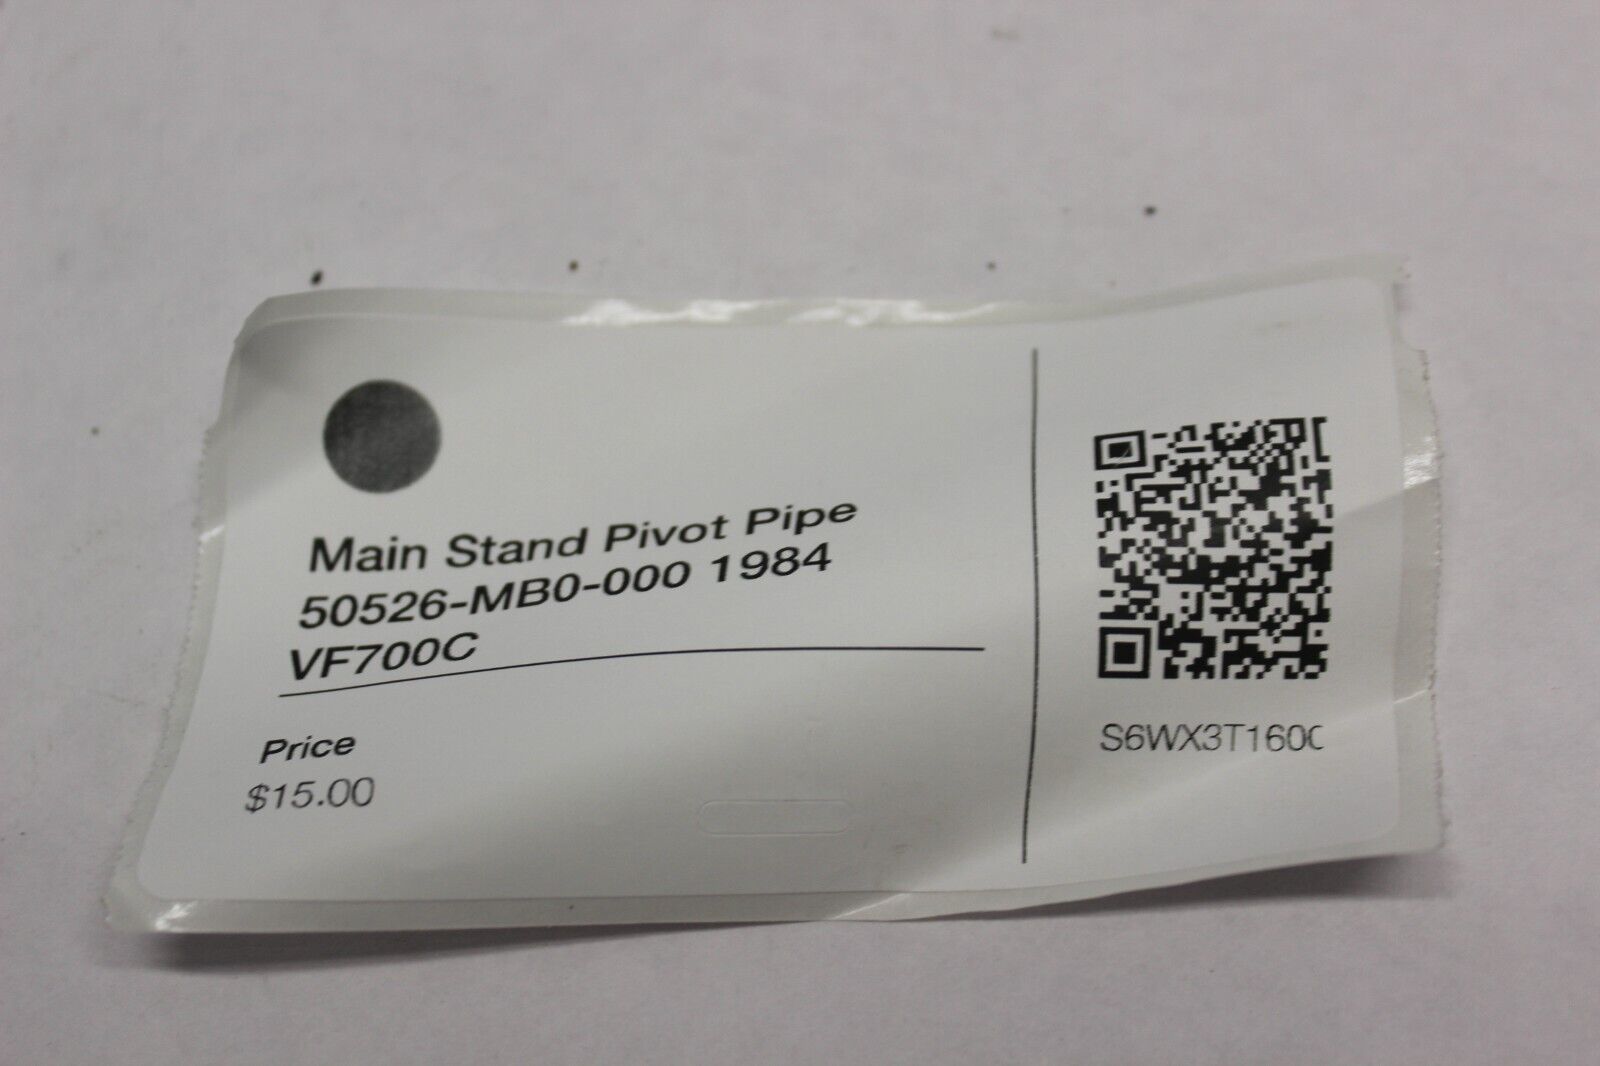 Main Stand Pivot Pipe
50526-MB0-000 1984
VF700C
Price
$15.00
S6WX3T160C